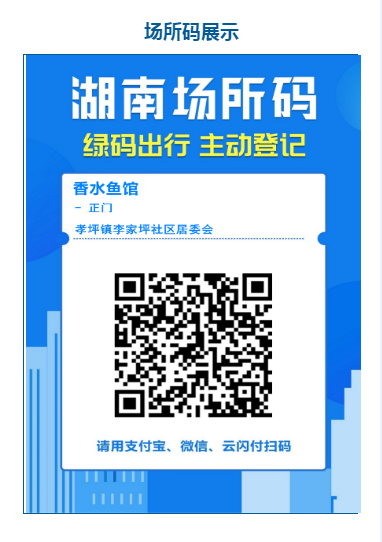 场所码展示
湖南场所码
绿码出行 主动登记
香水鱼馆
- 正门
孝坪镇李家坪社区居委会
请用支付宝、微信、云闪付扫码